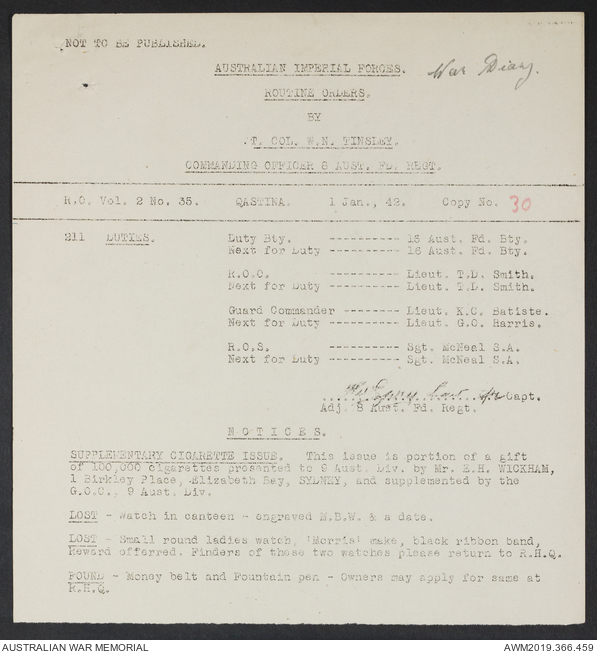 NOT TO BE PUBLISHED.
AUSTRALIAN IMPERIAL FORCES.
War Diary.
ROUTINE ORDERS.
BY
T. COL. W.N. TINSLEY.
COMMANDING OFFICER 8 AUST. FD. REGT.
R.O. Vol. 2 No. 35. QASTINA. 1 Jan., 42. Copy No. 30
211 DUTIES. Duty Bty. ---------- 15 Aust. Fd. Bty.
Next for Duty ---------- 16 Aust. Fd. Bty.
R.O.O. ---------- Lieut. T.D. Smith.
Next for Duty ---------- Lieut. T.D. Smith.
Guard Commander -------- Lieut. K.C. Batiste.
Next for Duty ---------- Lieut. G.O. Harris.
R.O.S. ---------- Sgt. McNeal S.A.
Next for Duty ---------- Sgt. McNeal S.A.
Capt.
Adj. 8 Aust. Fd. Regt.
N O T I C E S.
SUPPLEMENTARY CIGARETTE ISSUE. This issue is portion of a gift
of 100,000 cigarettes presented to 9 Aust. Div. by Mr. E.H. WICKHAM,
1 Birkley Place, Elizabeth Bay, SYDNEY, and supplemented by the
G.O.C., 9 Aust. Div.
LOST - Watch in canteen - engraved M.B.W. & a date.
LOST - Small round ladies watch, 'Morris' make, black ribbon band,
Reward offerred. Finders of these two watches please return to R.H.Q.
FOUND - Money belt and Fountain pen - Owners may apply for same at
R.H.Q.
AUSTRALIAN WAR MEMORIAL
AWM2019.366.459